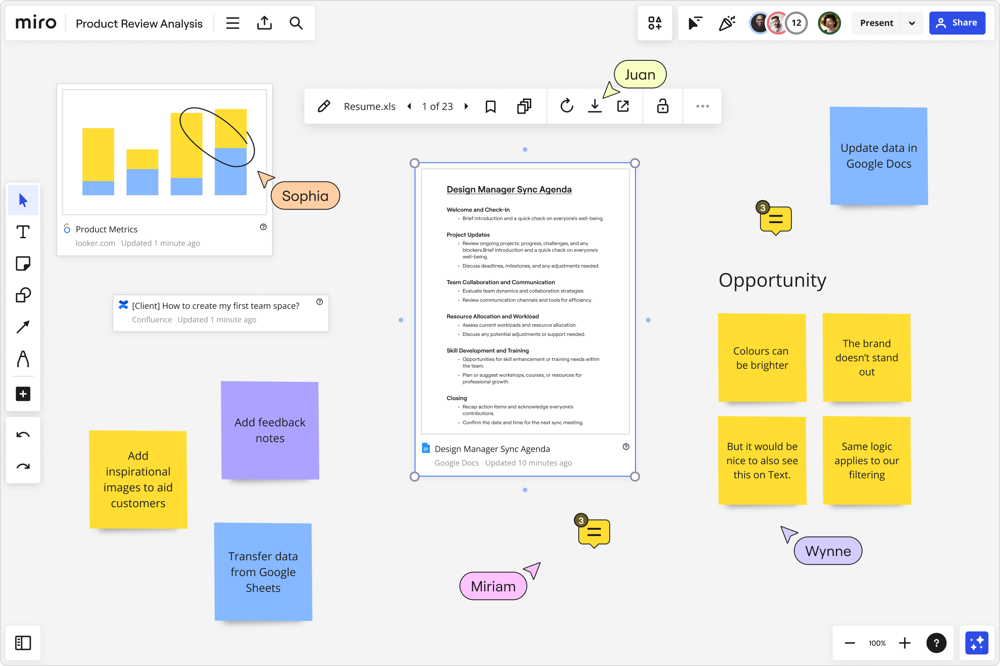 miro
Product Review Analysis
12
Present
Share
Juan
Resume.xls
1 of 23
Sophia
Product Metrics
looker.com
Updated 1 minute ago
[Client] How to create my first team space?
Confluence
Updated 1 minute ago
Add feedback
notes
Add
inspirational
images to aid
customers
Transfer data
from Google
Sheets
Design Manager Sync Agenda
Welcome and Check-In
• Brief introduction and a quick check on everyone's well-being.
Project Updates
• Review ongoing projects: progress, challenges, and any
blockers.Brief introduction and a quick check on everyone's
well-being.
• Discuss deadlines, milestones, and any adjustments needed.
Team Collaboration and Communication
• Evaluate team dynamics and collaboration strategies.
• Review communication channels and tools for efficiency.
Resource Allocation and Workload
• Assess current workloads and resource allocation.
• Discuss any potential adjustments or support needed.
Skill Development and Training
• Opportunities for skill enhancement or training needs within
the team.
• Plan or suggest workshops, courses, or resources for
professional growth.
Closing
• Recap action items and acknowledge everyone's
contributions.
• Confirm the date and time for the next sync meeting.
Design Manager Sync Agenda
Google Docs
Updated 10 minutes ago
3
Miriam
Update data in
Google Docs
3
Opportunity
Colours can
be brighter
The brand
doesn't stand
out
But it would be
nice to also see
this on Text.
Same logic
applies to our
filtering
Wynne
100%
?